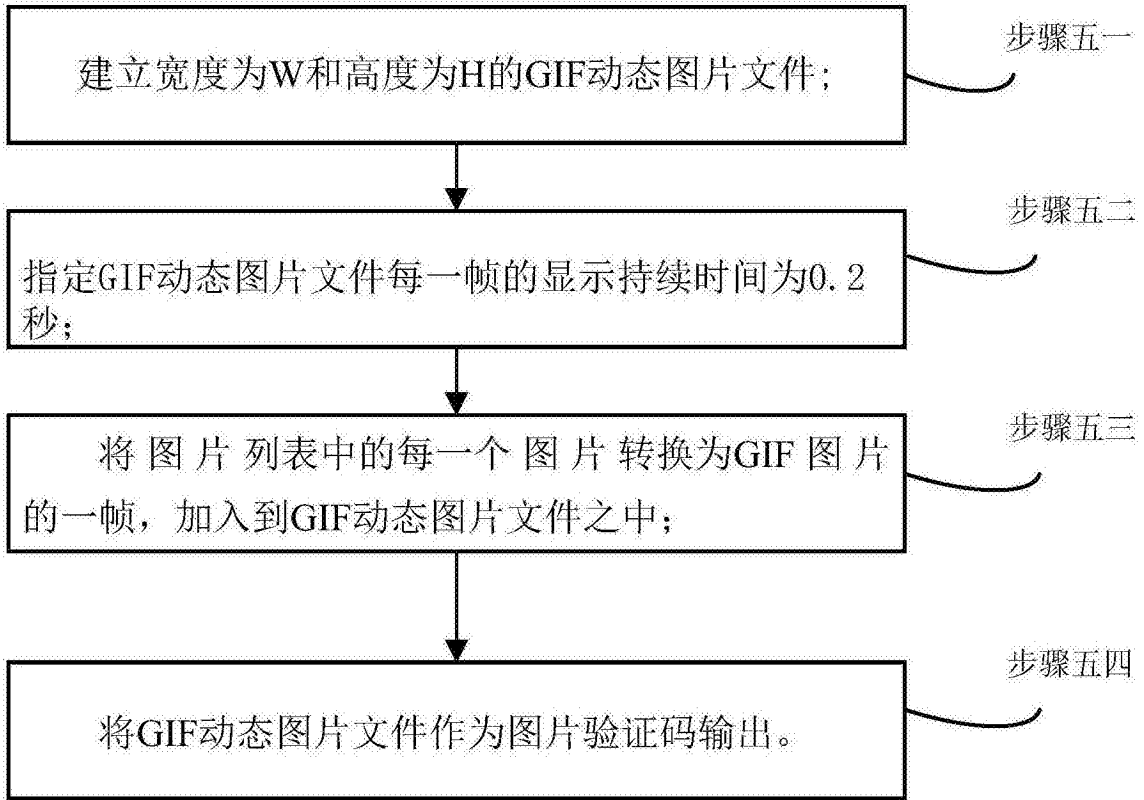 步骤五一
建立宽度为W和高度为H的GIF动态图片文件;
步骤五二
指定GIF动态图片文件每一帧的显示持续时间为0.2
秒;
步骤五三
将图片列表中的每一个图片转换为GIF图片
的一帧，加入到GIF动态图片文件之中;
步骤五四
将GIF动态图片文件作为图片验证码输出。